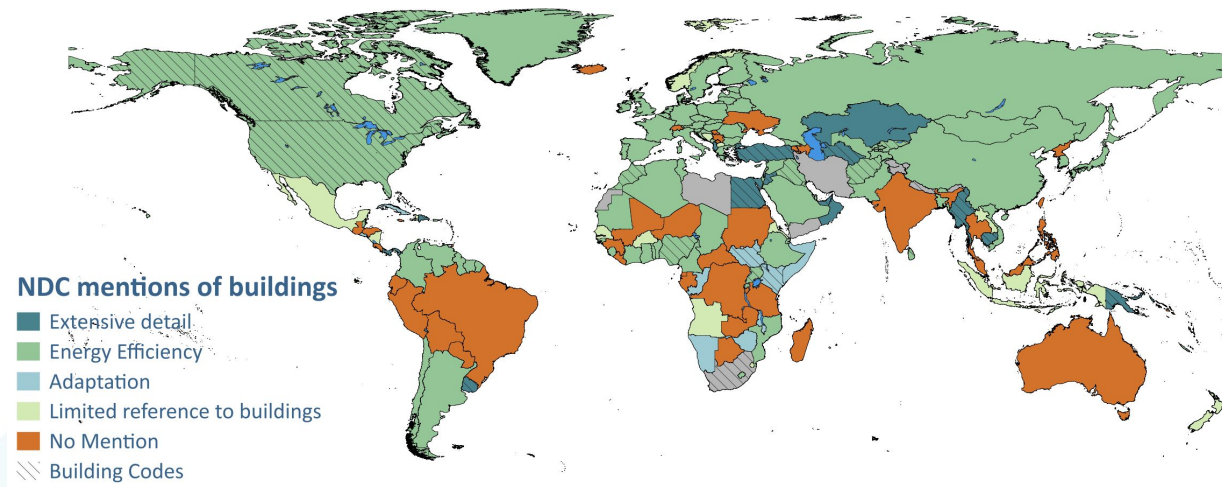 NDC mentions of buildings
Extensive detail
Energy Efficiency
Adaptation
Limited reference to buildings
No Mention
Building Codes